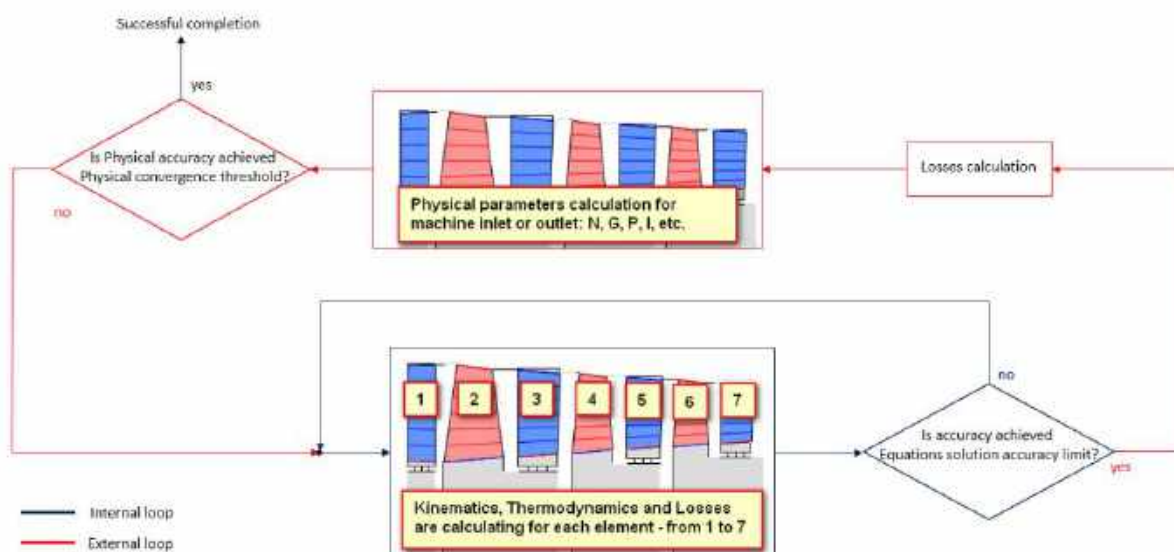 Successful completion
yes
Is Physical accuracy achieved
Physical convergence threshold?
no
Physical parameters calculation for
machine inlet or outlet: N, G, P, I, etc.
Losses calculation
no
1 2 3 4 5 6 7
Is accuracy achieved
Equations solution accuracy limit?
yes
Kinematics, Thermodynamics and Losses
are calculating for each element - from 1 to 7
Internal loop
External loop